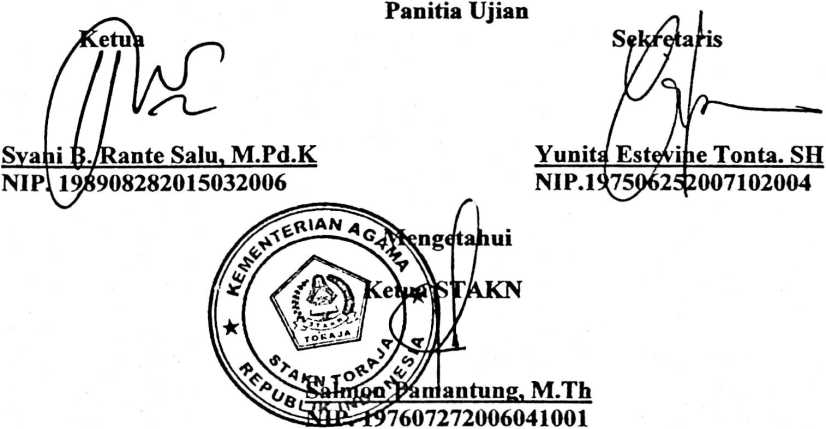 Panitia Ujian
Ketua
Sekretaris
Syani B. Rante Salu, M.Pd.K
Yunita Estevine Tonta. SH
NIP. 198908282015032006
NIP.197506252007102004
Mengetahui
Ketua STAKN
KEMENTERIAN AGAMA
REPUBLIK INDONESIA
STAKN TORAJA
STAKN
TORAJA
Salmon Pamantung, M.Th
NIP. 197607272006041001